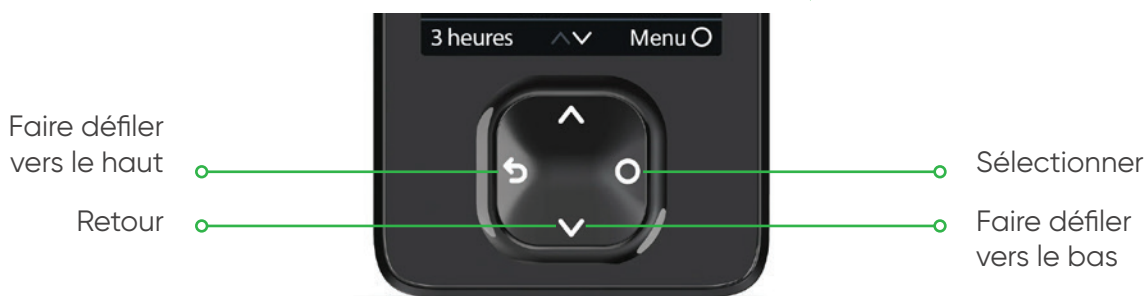 3 heures Menu
Faire défiler
vers le haut
Sélectionner
Retour
Faire défiler
vers le bas